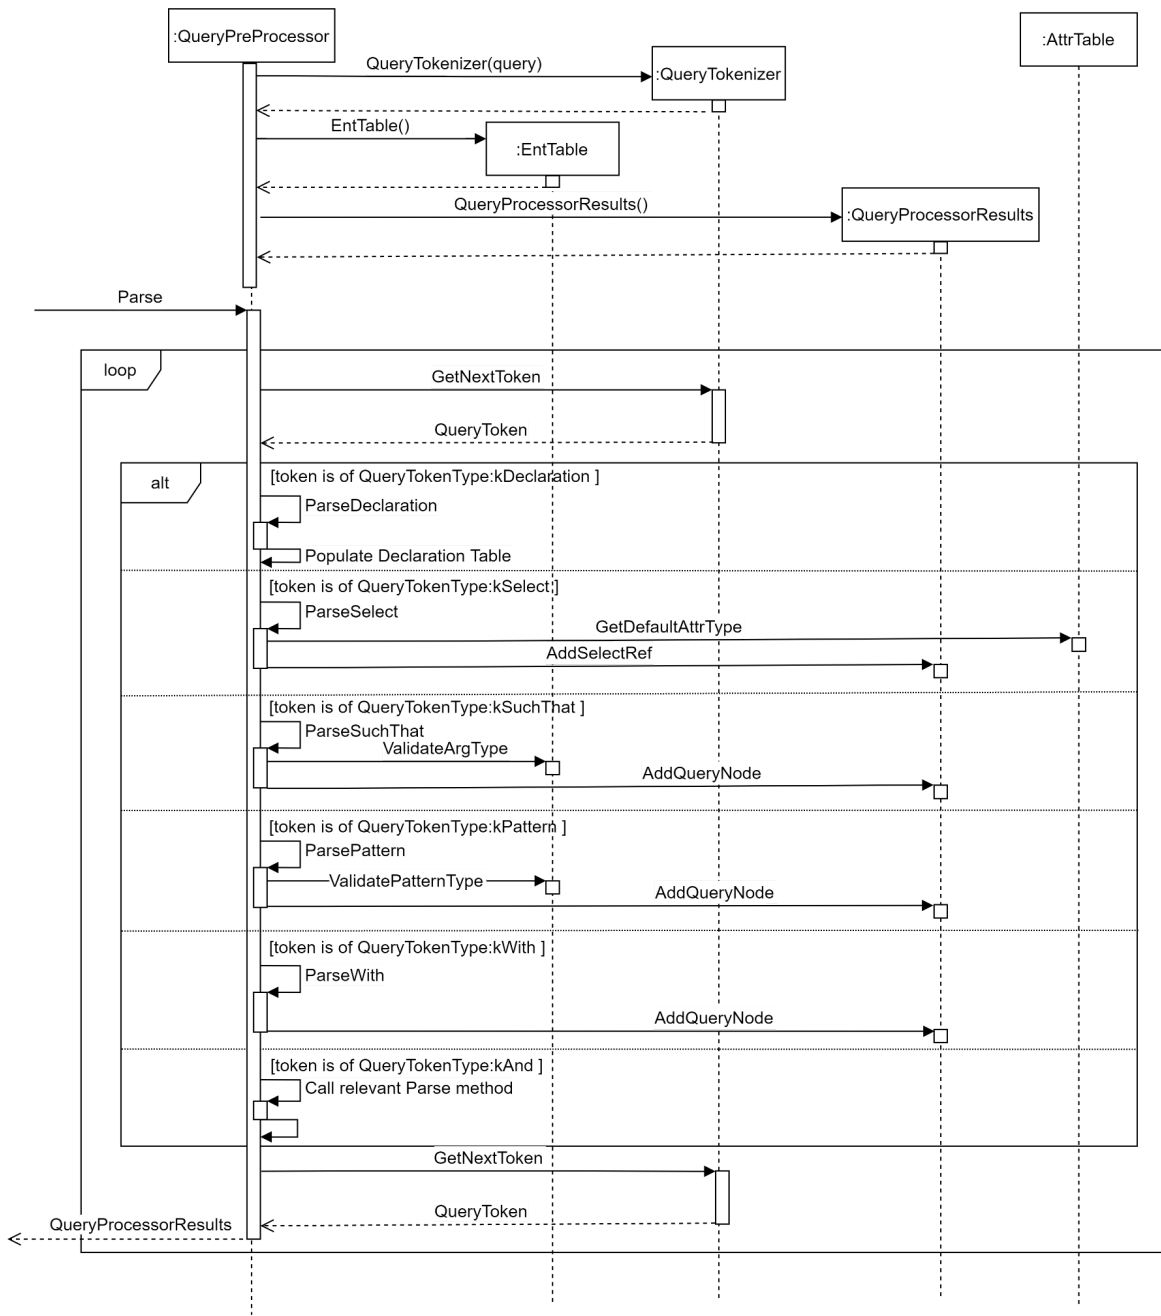 :QueryPreProcessor
:AttrTable
QueryTokenizer(query)
:QueryTokenizer
EntTable()
:EntTable
QueryProcessorResults()
:QueryProcessorResults
Parse
loop
GetNextToken
QueryToken
alt
[token is of QueryTokenType:kDeclaration ]
ParseDeclaration
Populate Declaration Table
[token is of QueryTokenType:kSelect ]
ParseSelect
GetDefaultAttrType
AddSelectRef
[token is of QueryTokenType:kSuchThat ]
ParseSuchThat
ValidateArgType
AddQueryNode
[token is of QueryTokenType:kPattern ]
ParsePattern
ValidatePatternType
AddQueryNode
[token is of QueryTokenType:kWith ]
ParseWith
AddQueryNode
[token is of QueryTokenType:kAnd ]
Call relevant Parse method
GetNextToken
QueryToken
QueryProcessorResults